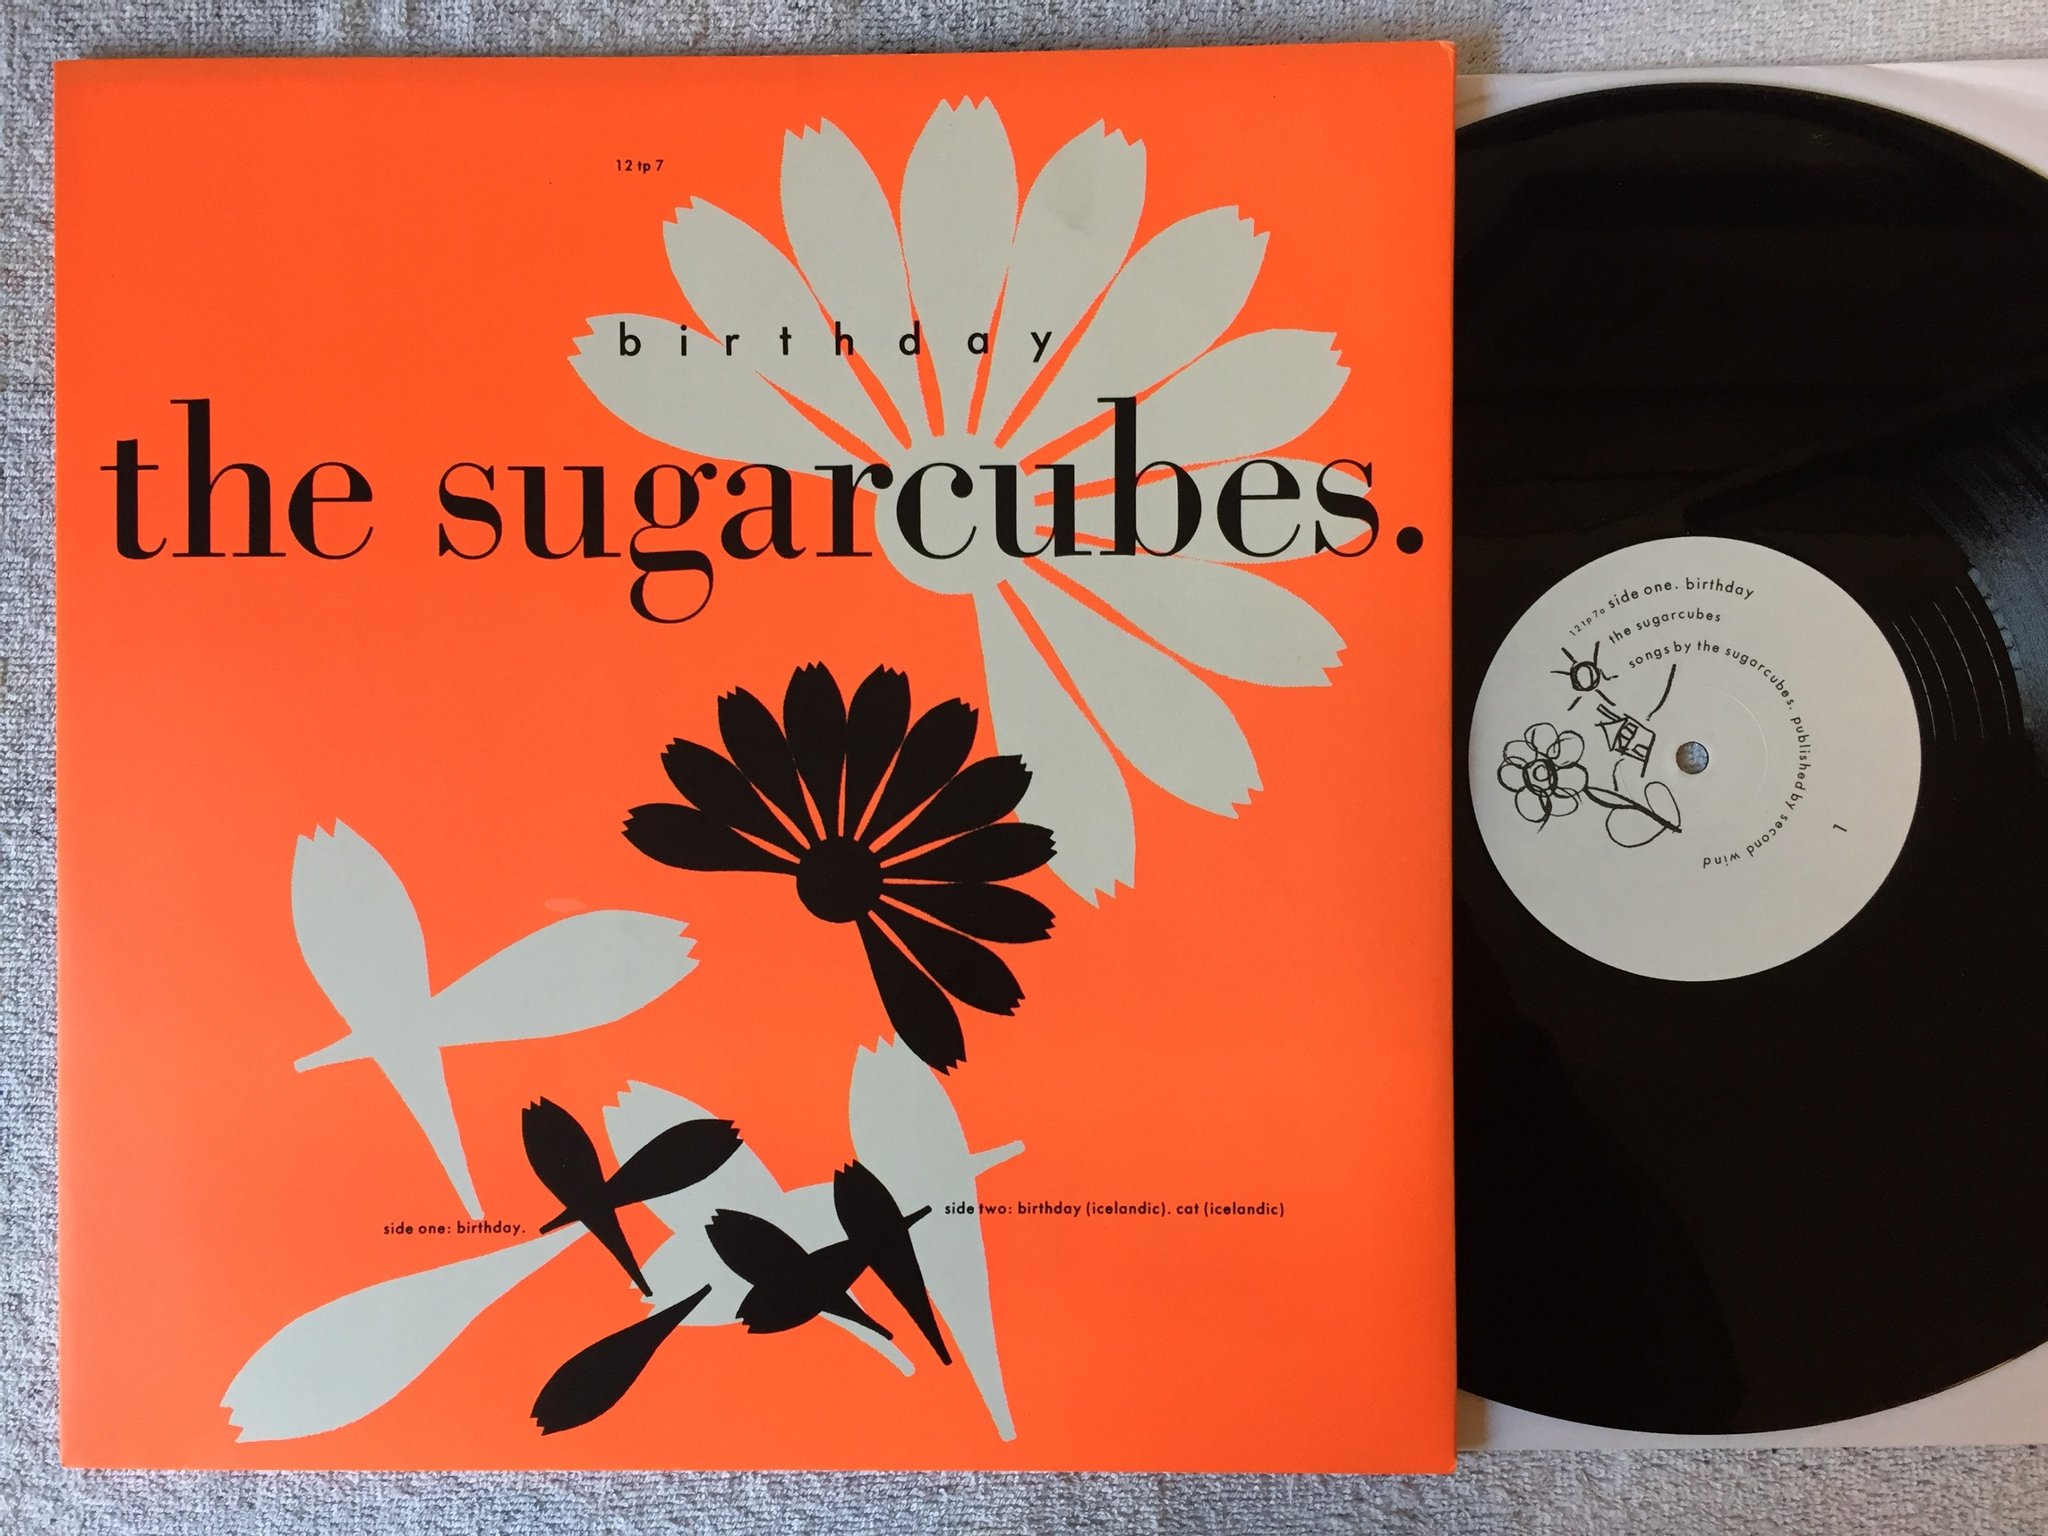 12 tp 7
birthday
the sugarcubes.
side one: birthday.
side two: birthday (icelandic). cat (icelandic)
12 tp 7a side one. birthday
the sugarcubes
songs by the sugarcubes. published by second wind
1